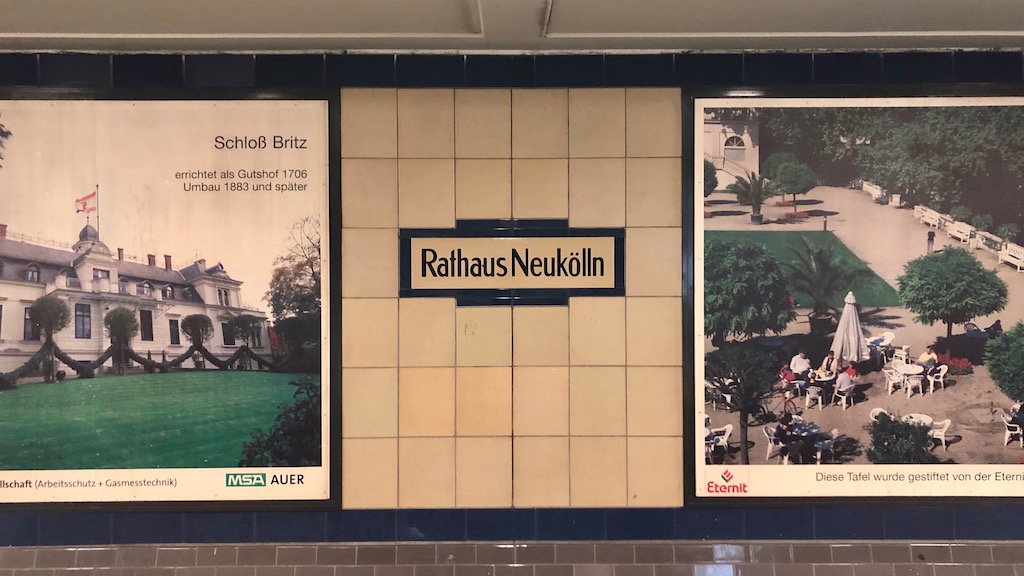 Schloß Britz
errichtet als Gutshof 1706
Umbau 1883 und später
llschaft (Arbeitsschutz + Gasmesstechnik)
MSA AUER
Rathaus Neukölln
Eternit
Diese Tafel wurde gestiftet von der Eterni